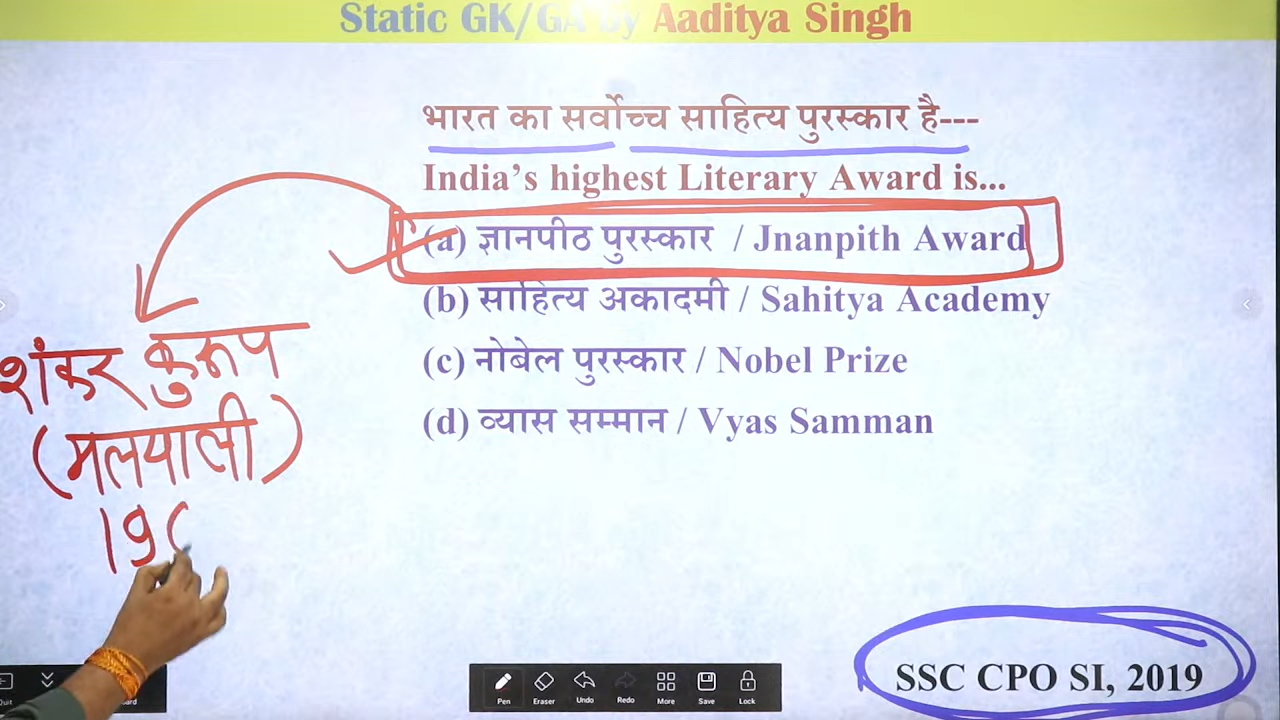 Static GK/GA by Aaditya Singh
भारत का सर्वोच्च साहित्य पुरस्कार है---
India’s highest Literary Award is...
(a) ज्ञानपीठ पुरस्कार / Jnanpith Award
(b) साहित्य अकादमी / Sahitya Academy
(c) नोबेल पुरस्कार / Nobel Prize
(d) व्यास सम्मान / Vyas Samman
शंकर कुरूप
(मलयाली)
19
SSC CPO SI, 2019
Quit
Pen Eraser Undo Redo More Save Lock